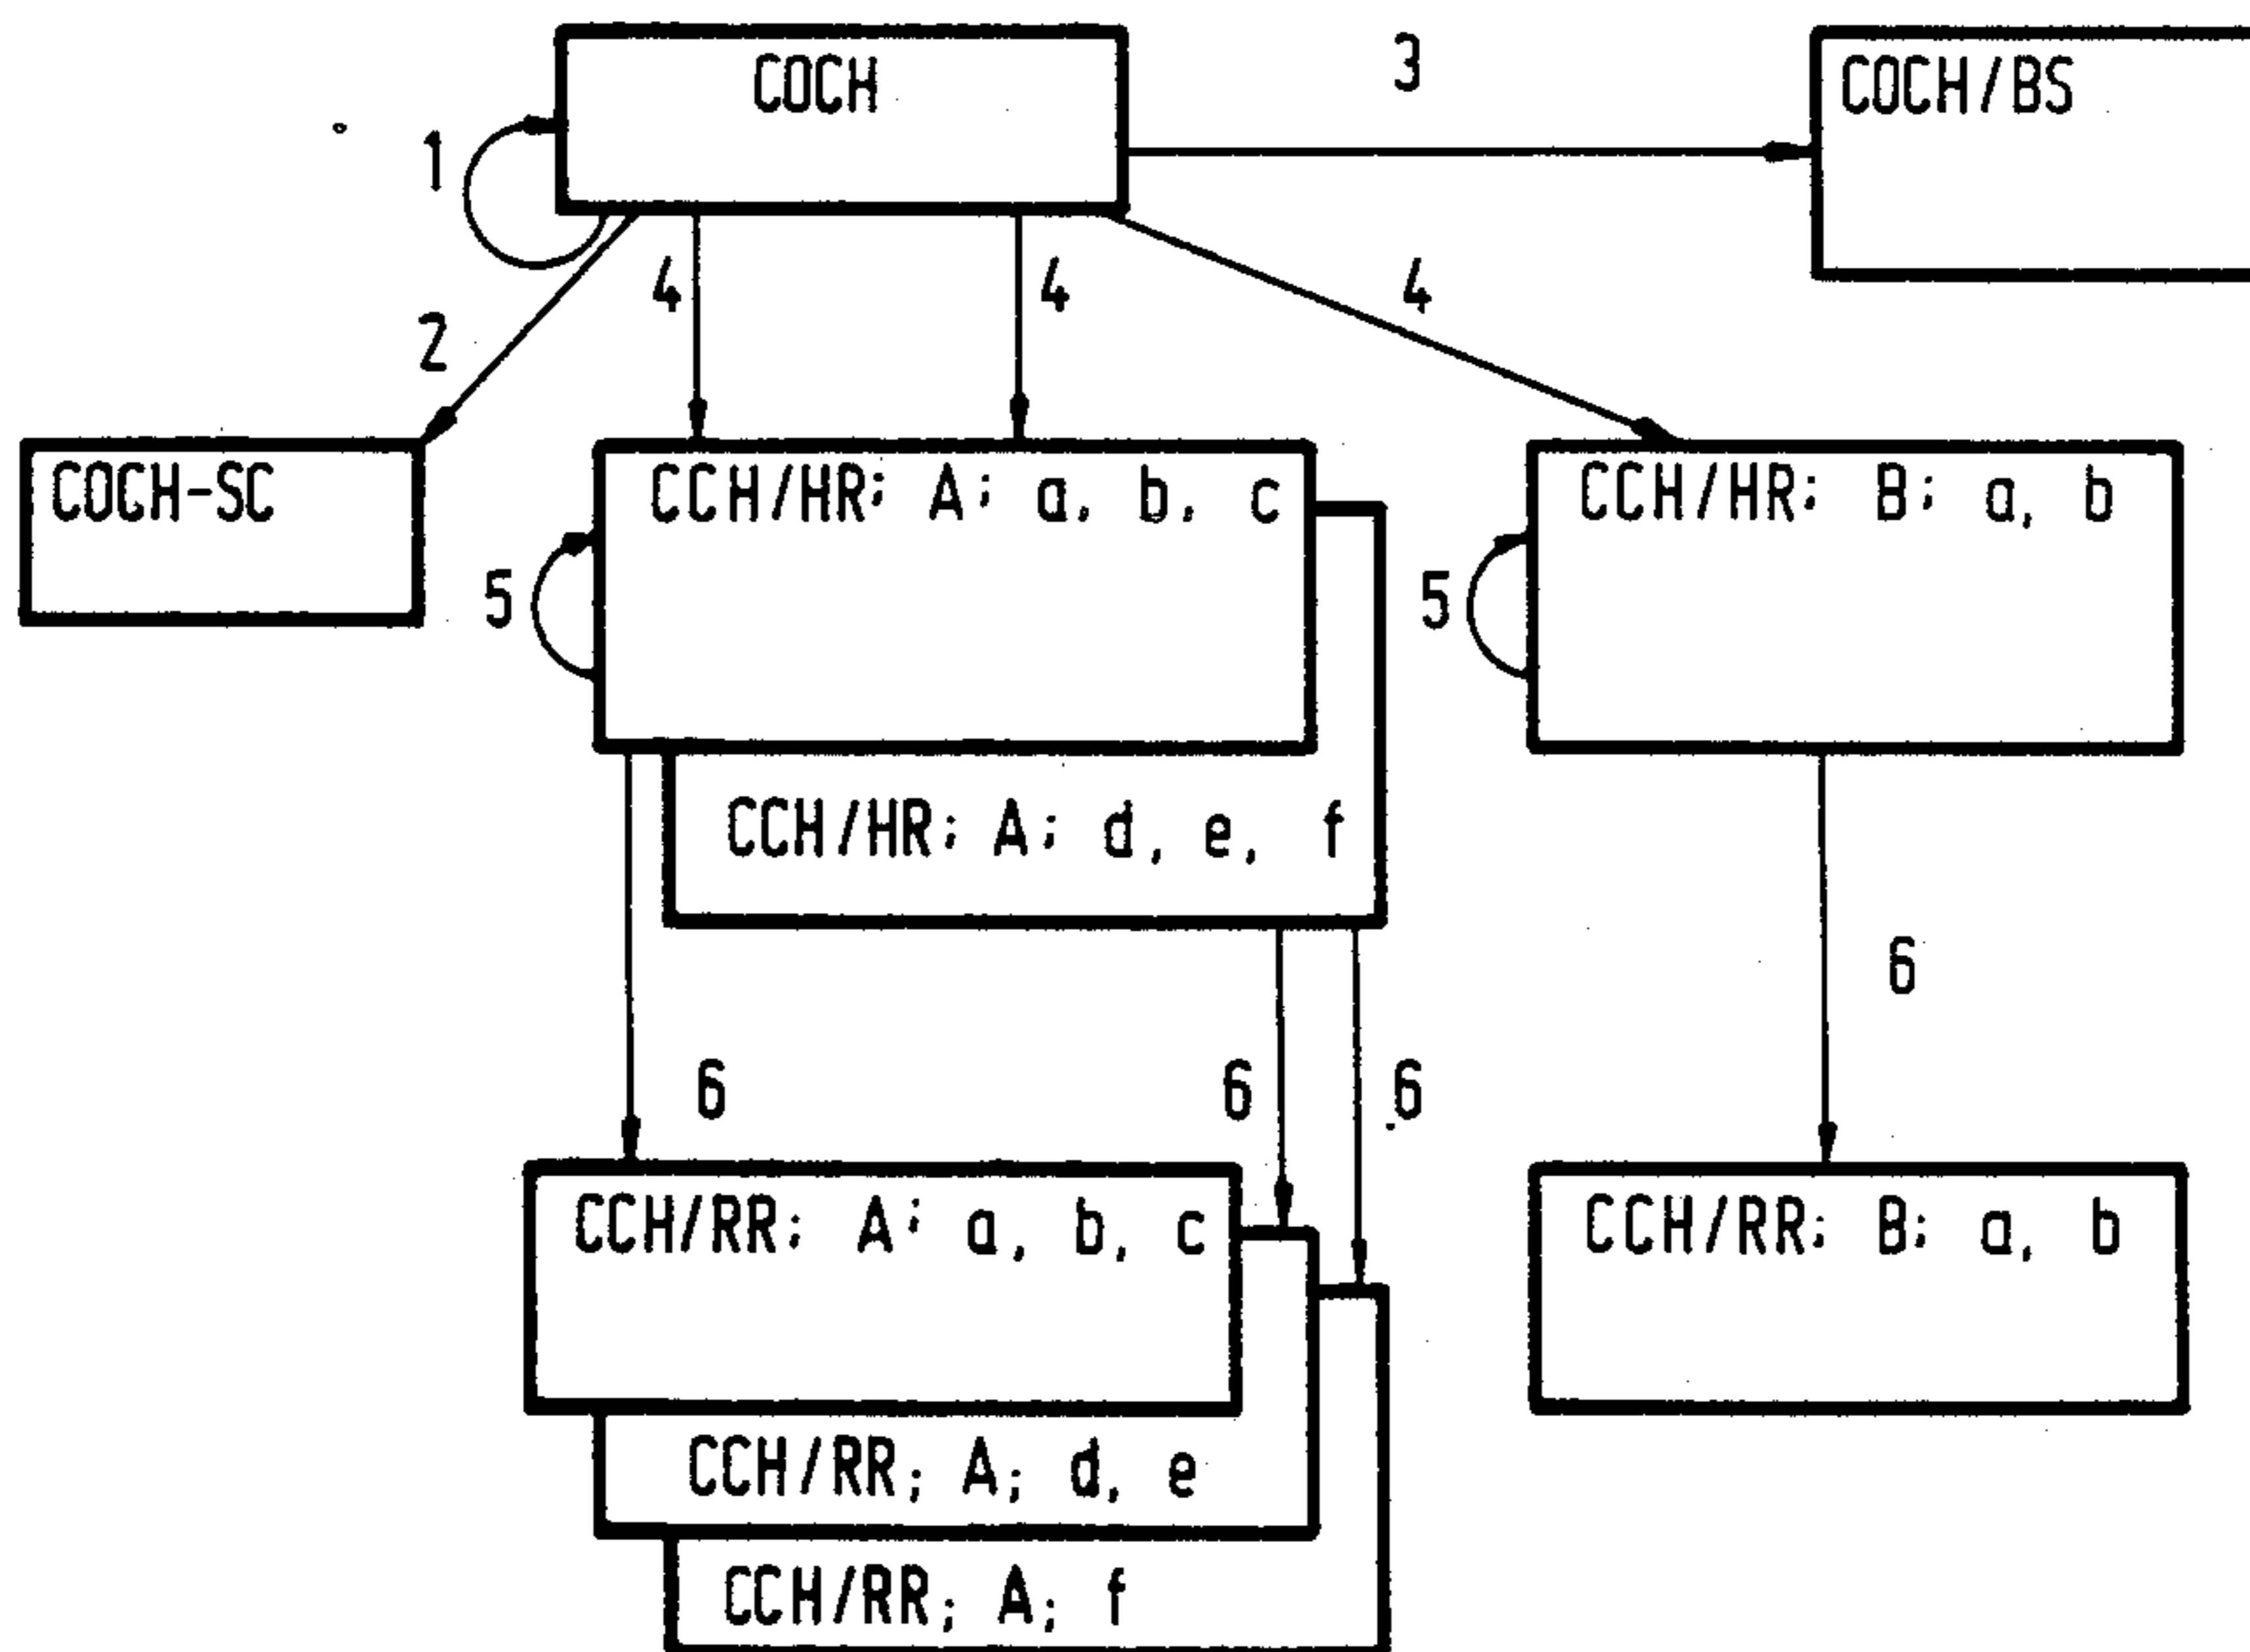 COCH
3
COCH/BS
1
4
4
4
2
COCH-SC
CCH/HR; A; a, b, c
CCH/HR; B; a, b
5
5
CCH/HR; A; d, e, f
6
6
6
6
CCH/RR; A; a, b, c
CCH/RR; B; a, b
CCH/RR; A; d, e
CCH/RR; A; f